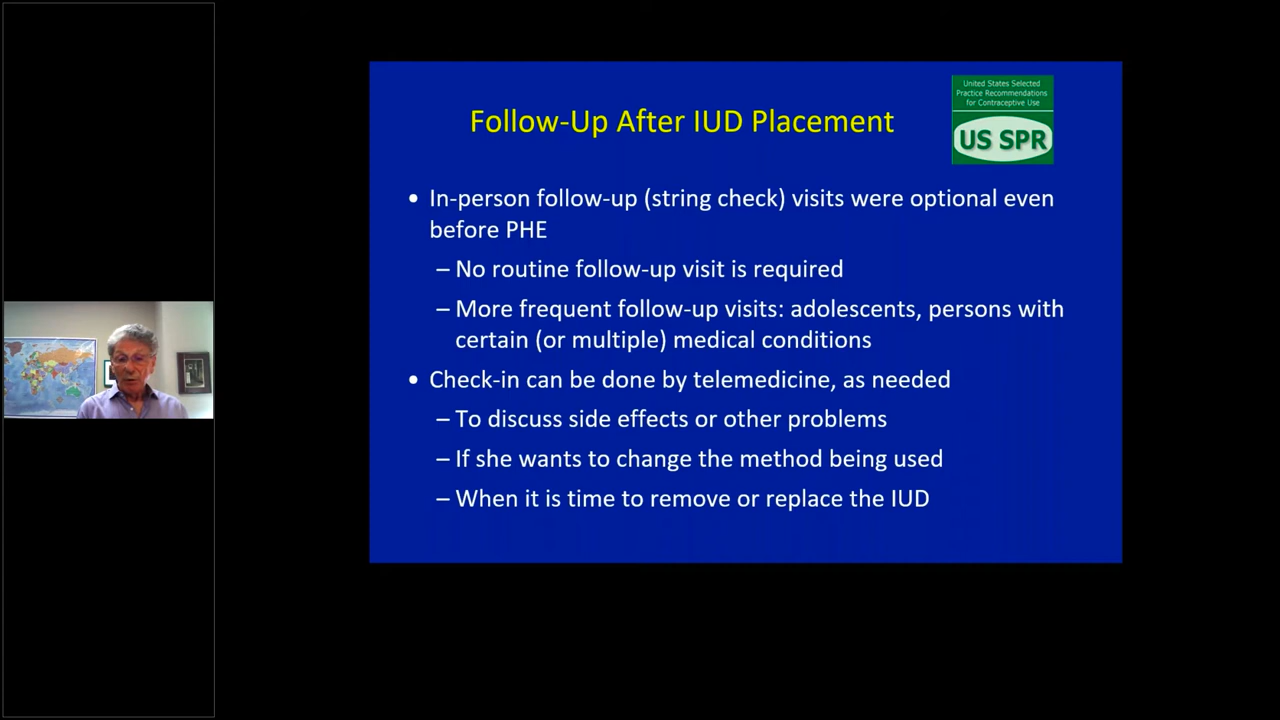 Follow-Up After IUD Placement
United States Selected
Practice Recommendations
for Contraceptive Use
US SPR
• In-person follow-up (string check) visits were optional even
before PHE
– No routine follow-up visit is required
– More frequent follow-up visits: adolescents, persons with
certain (or multiple) medical conditions
• Check-in can be done by telemedicine, as needed
– To discuss side effects or other problems
– If she wants to change the method being used
– When it is time to remove or replace the IUD